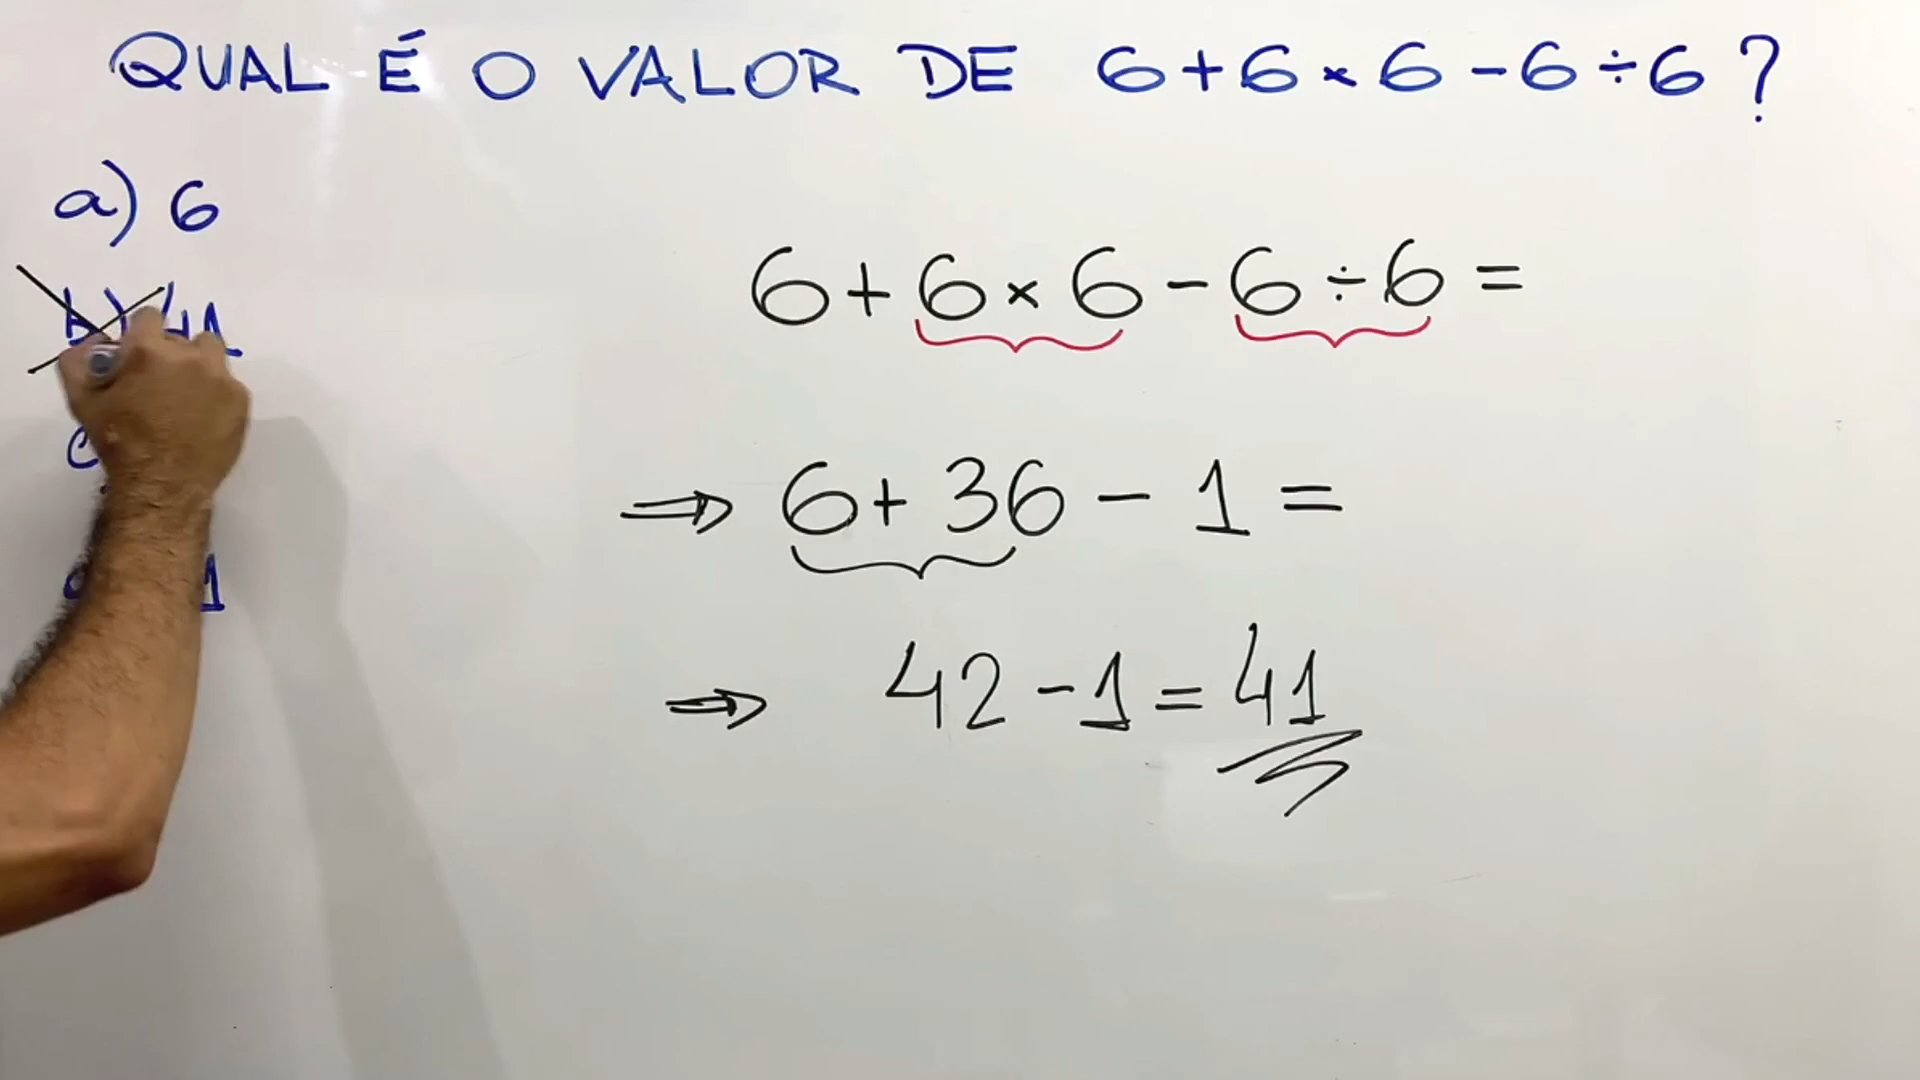 QUAL É O VALOR DE 6+6×6-6÷6?
a) 6
b) 41
6+6×6-6÷6=
⇒ 6+36-1=
⇒ 42-1=41